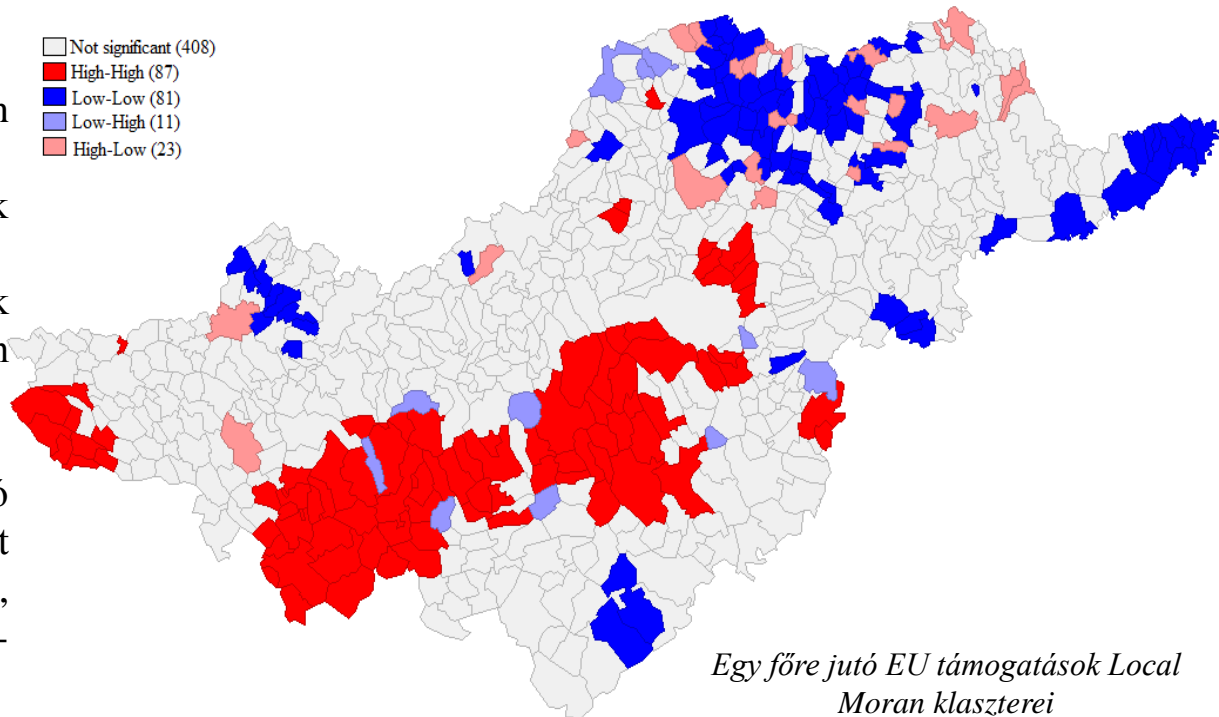 Not significant (408)
High-High (87)
Low-Low (81)
Low-High (11)
High-Low (23)
n
k
k
n
ó
t
,
-
Egy főre jutó EU támogatások Local
Moran klaszterei